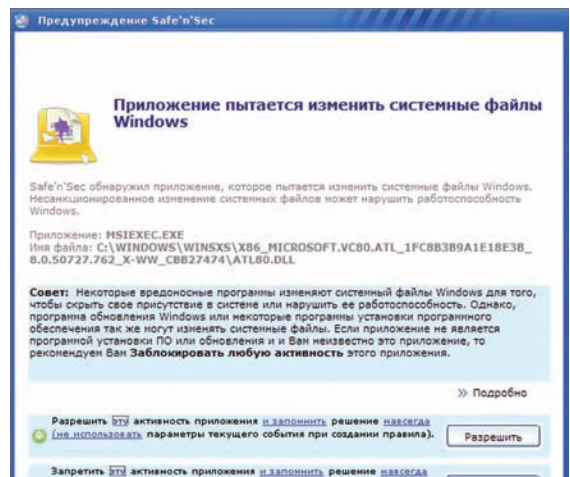 Предупреждение Safe'n'Sec
Приложение пытается изменить системные файлы
Windows
Safe'n'Sec обнаружил приложение, которое пытается изменить системные файлы Windows.
Несанкционированное изменение системных файлов может нарушить работоспособность
Windows.
Приложение: MSIEXEC.EXE
Имя файла: C:\WINDOWS\WINSXS\X86_MICROSOFT.VC80.ATL_1FC8B3B9A1E18E3B_
8.0.50727.762_X-WW_CBB27474\ATL80.DLL
Совет: Некоторые вредоносные программы изменяют системный файлы Windows для того,
чтобы скрыть свое присутствие в системе или нарушить ее работоспособность. Однако,
программа обновления Windows или некоторые программы установки программного
обеспечения так же могут изменять системные файлы. Если приложение не является
программой установки ПО или обновления и и Вам неизвестно это приложение, то
рекомендуем Вам Заблокировать любую активность этого приложения.
Подробно
Разрешить эту активность приложения и запомнить решение навсегда
(не использовать параметры текущего события при создании правила).
Разрешить
Запретить эту активность приложения и запомнить решение навсегда